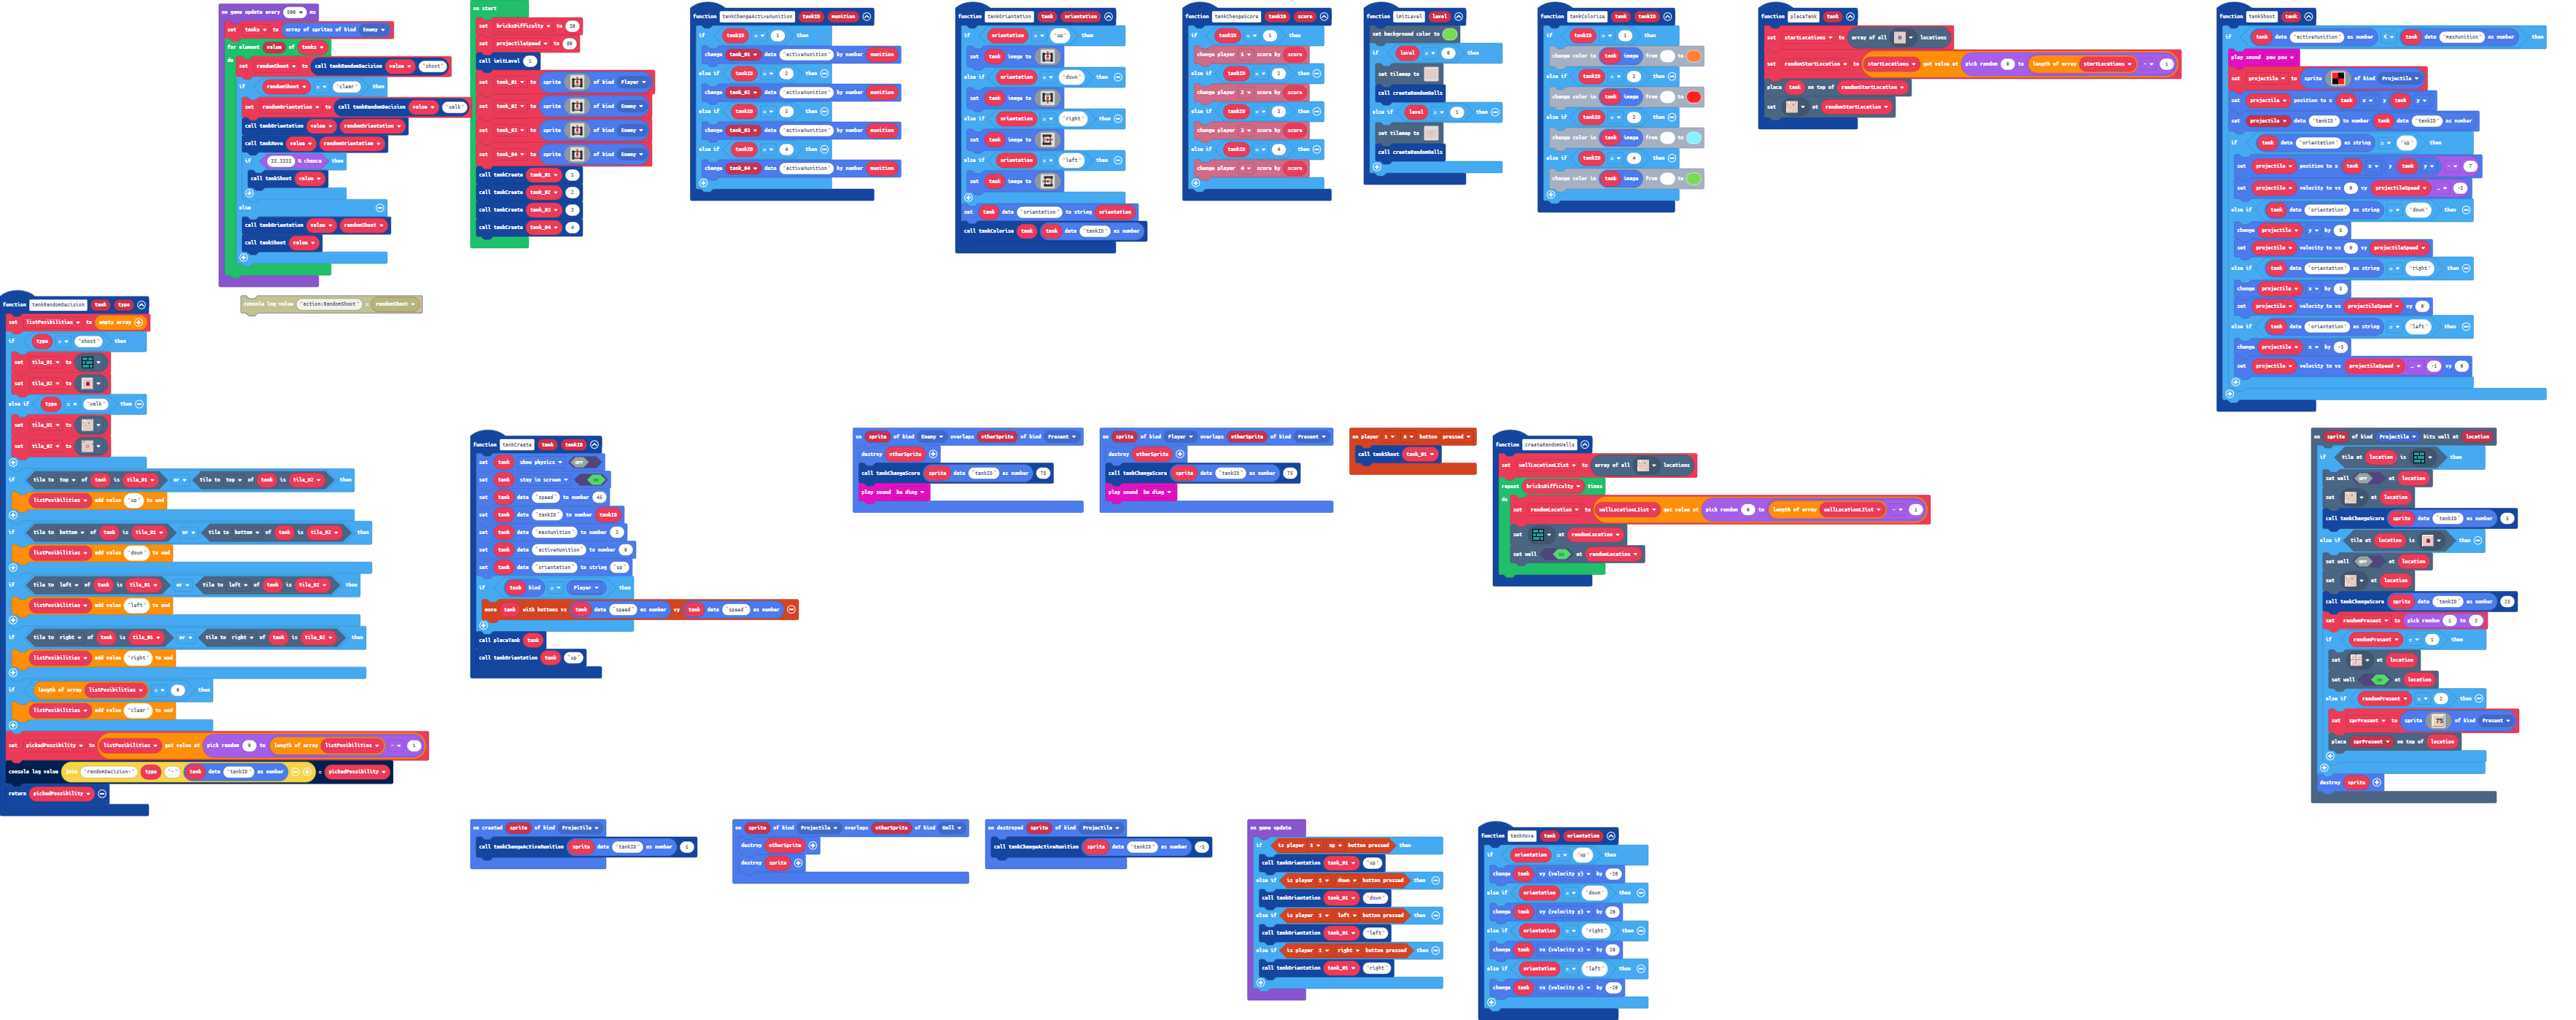 on game update every 500 ms
set tanks to array of sprites of kind Enemy
for element value of tanks
do
set randomShoot to call tankRandomDecision value "shoot"
if randomShoot = "clear" then
set randomOrientation to call tankRandomDecision value "walk"
call tankOrientation value randomOrientation
call tankMove value randomOrientation
if 33.3333 % chance then
call tankShoot value
else
call tankOrientation value randomShoot
call tankShoot value
console log value "action:RandomShoot" = randomShoot
on start
set bricksDifficulty to 20
set projectileSpeed to 80
call initLevel 1
set tank_01 to sprite of kind Player
set tank_02 to sprite of kind Enemy
set tank_03 to sprite of kind Enemy
set tank_04 to sprite of kind Enemy
call tankCreate tank_01 1
call tankCreate tank_02 2
call tankCreate tank_03 3
call tankCreate tank_04 4
function tankChangeActiveMunition tankID munition
if tankID = 1 then
change tank_01 data "activeMunition" by number munition
else if tankID = 2 then
change tank_02 data "activeMunition" by number munition
else if tankID = 3 then
change tank_03 data "activeMunition" by number munition
else if tankID = 4 then
change tank_04 data "activeMunition" by number munition
function tankOrientation tank orientation
if orientation = "up" then
set tank image to
else if orientation = "down" then
set tank image to
else if orientation = "right" then
set tank image to
else if orientation = "left" then
set tank image to
set tank data "orientation" to string orientation
call tankColorise tank tank data "tankID" as number
function tankChangeScore tankID score
if tankID = 1 then
change player 1 score by score
else if tankID = 2 then
change player 2 score by score
else if tankID = 3 then
change player 3 score by score
else if tankID = 4 then
change player 4 score by score
function initLevel level
set background color to
if level = 0 then
set tilemap to
call createRandomWalls
else if level = 1 then
set tilemap to
call createRandomWalls
function tankColorise tank tankID
if tankID = 1 then
change color in tank image from to
else if tankID = 2 then
change color in tank image from to
else if tankID = 3 then
change color in tank image from to
else if tankID = 4 then
change color in tank image from to
function placeTank tank
set startLocations to array of all locations
set randomStartLocation to startLocations get value at pick random 0 to length of array startLocations - 1
place tank on top of randomStartLocation
set at randomStartLocation
function tankShoot tank
if tank data "activeMunition" as number < tank data "maxMunition" as number
play sound pew pew
set projectile to sprite of kind Projectile
set projectile position to x tank x y tank y
set projectile data "tankID" to number tank data "tankID" as number
if tank data "orientation" as string = "up" then
set projectile position to x tank x y tank y - 7
set projectile velocity to vx 0 vy projectileSpeed -1
else if tank data "orientation" as string = "down" then
change projectile y by
set projectile velocity to vx 0 vy projectileSpeed
else if tank data "orientation" as string = "right" then
change projectile x by
set projectile velocity to vx projectileSpeed vy 0
else if tank data "orientation" as string = "left" then
change projectile x by
set projectile velocity to vx projectileSpeed -1 vy 0
function tankRandomDecision tank type
set listPosibilities to empty array
if type = "shoot" then
set tile_01 to
set tile_02 to
else if type = "walk" then
set tile_01 to
set tile_02 to
if tile to top of tank is tile_01 or tile to top of tank is tile_02 then
listPosibilities add value "up" to end
if tile to bottom of tank is tile_01 or tile to bottom of tank is tile_02 then
listPosibilities add value "down" to end
if tile to left of tank is tile_01 or tile to left of tank is tile_02 then
listPosibilities add value "left" to end
if tile to right of tank is tile_01 or tile to right of tank is tile_02 then
listPosibilities add value "right" to end
if length of array listPosibilities = 0 then
listPosibilities add value "clear" to end
set pickedPossibility to listPosibilities get value at pick random 0 to length of array listPosibilities - 1
console log value join "randomDecision-" type "-" tank data "tankID" as number = pickedPossibility
return pickedPossibility
function tankCreate tank tankID
set tank show physics OFF
set tank stay in screen ON
set tank data "speed" to number 45
set tank data "tankID" to number tankID
set tank data "maxMunition" to number
set tank data "activeMunition" to number 0
set tank data "orientation" to string "up"
if tank kind = Player then
move tank with buttons vx tank data "speed" as number vy tank data "speed" as number
call placeTank tank
call tankOrientation tank "up"
on sprite of kind Enemy overlaps otherSprite of kind Present
destroy otherSprite
call tankChangeScore sprite data "tankID" as number 75
play sound ba ding
on sprite of kind Player overlaps otherSprite of kind Present
destroy otherSprite
call tankChangeScore sprite data "tankID" as number 75
play sound ba ding
on player 1 A button pressed
call tankShoot tank_01
function createRandomWalls
set wallLocationLIist to array of all locations
repeat bricksDifficulty times
do
set randomLocation to wallLocationLIist get value at pick random 0 to length of array wallLocationLIist - 1
set at randomLocation
set wall ON at randomLocation
on sprite of kind Projectile hits wall at location
if tile at location is then
set wall OFF at location
set at location
call tankChangeScore sprite data "tankID" as number 5
else if tile at location is then
set wall OFF at location
set at location
call tankChangeScore sprite data "tankID" as number 25
set randomPresent to pick random 1 to 3
if randomPresent = 1 then
set at location
set wall ON at location
else if randomPresent = 2 then
set sprPresent to sprite 75 of kind Present
place sprPresent on top of location
destroy sprite
on created sprite of kind Projectile
call tankChangeActiveMunition sprite data "tankID" as number 1
on sprite of kind Projectile overlaps otherSprite of kind Wall
destroy otherSprite
destroy sprite
on destroyed sprite of kind Projectile
call tankChangeActiveMunition sprite data "tankID" as number -1
on game update
if is player 1 up button pressed then
call tankOrientation tank_01 "up"
else if is player 1 down button pressed then
call tankOrientation tank_01 "down"
else if is player 1 left button pressed then
call tankOrientation tank_01 "left"
else if is player 1 right button pressed then
call tankOrientation tank_01 "right"
function tankMove tank orientation
if orientation = "up" then
change tank vy (velocity y) by -20
else if orientation = "down" then
change tank vy (velocity y) by 20
else if orientation = "right" then
change tank vx (velocity x) by 20
else if orientation = "left" then
change tank vx (velocity x) by -20